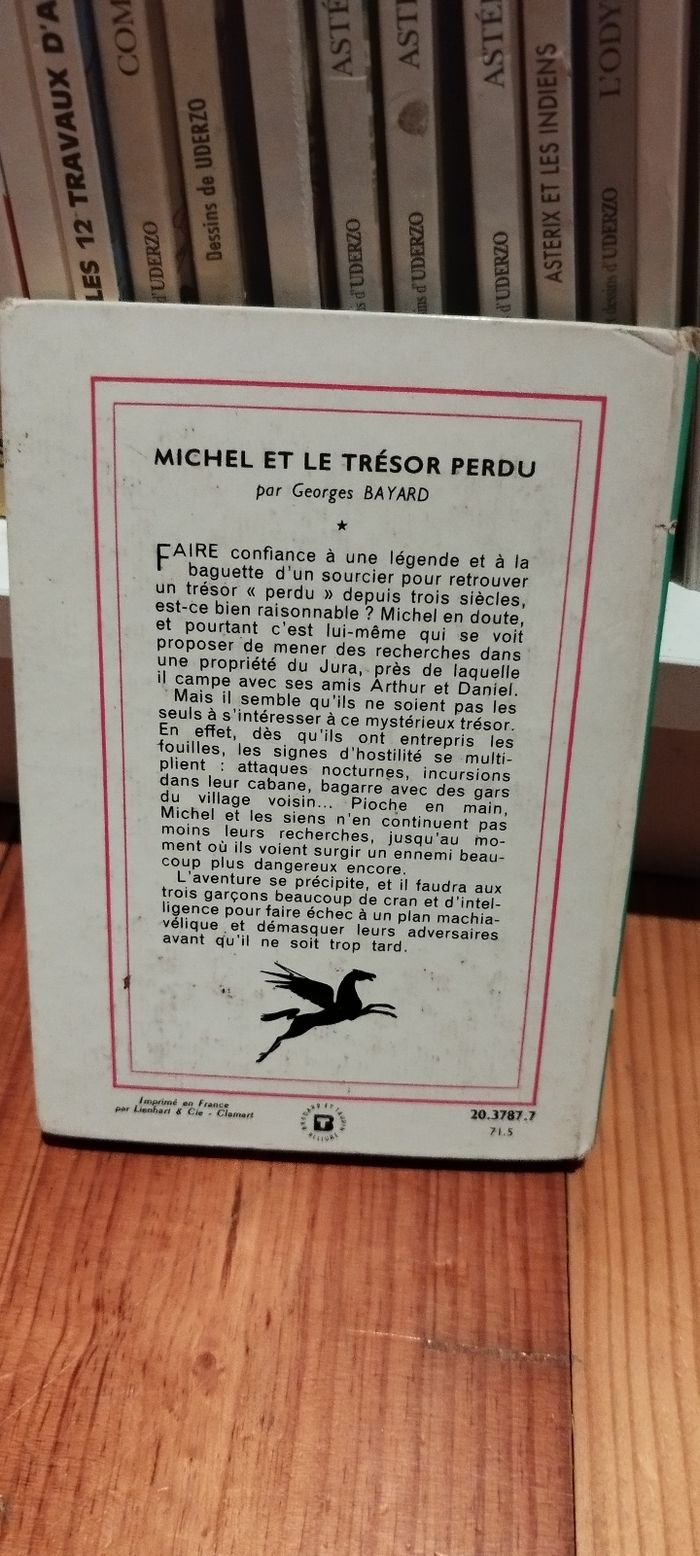 LES 12 TRAVAUX D'A
COM
d'UDERZO
Dessins de UDERZO
ASTÉ
s d'UDERZO
ASTÉ
ins d'UDERZO
ASTÉ
s d'UDERZO
ASTERIX ET LES INDIENS
L'ODY
dessins d'UDERZO
MICHEL ET LE TRÉSOR PERDU
par Georges BAYARD
★
FAIRE confiance à une légende et à la
baguette d'un sourcier pour retrouver
un trésor « perdu » depuis trois siècles,
est-ce bien raisonnable ? Michel en doute,
et pourtant c'est lui-même qui se voit
proposer de mener des recherches dans
une propriété du Jura, près de laquelle
il campe avec ses amis Arthur et Daniel.
Mais il semble qu'ils ne soient pas les
seuls à s'intéresser à ce mystérieux trésor.
En effet, dès qu'ils ont entrepris les
fouilles, les signes d'hostilité se multi-
plient : attaques nocturnes, incursions
dans leur cabane, bagarre avec des gars
du village voisin... Pioche en main,
Michel et les siens n'en continuent pas
moins leurs recherches, jusqu'au mo-
ment où ils voient surgir un ennemi beau-
coup plus dangereux encore.
L'aventure se précipite, et il faudra aux
trois garçons beaucoup de cran et d'intel-
ligence pour faire échec à un plan machia-
vélique et démasquer leurs adversaires
avant qu'il ne soit trop tard.
Imprimé en France
par Lienhart & Cie - Clamart
BRODARD ET TAUPIN
RELIURE
20.3787.7
71.5